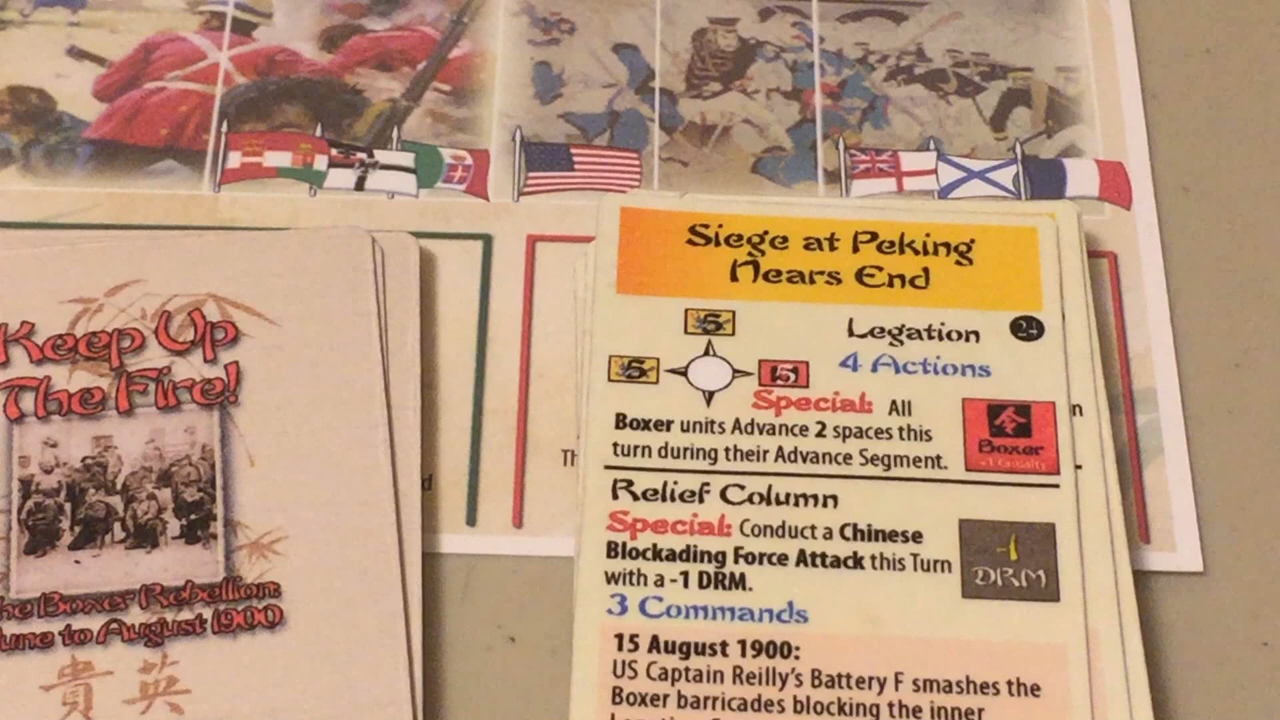 Keep Up
The Fire!
The Boxer Rebellion:
June to August 1900
貴 英
Siege at Peking
Nears End
5
5
5
Legation
24
4 Actions
Special: All
Boxer units Advance 2 spaces this
turn during their Advance Segment.
Boxer
-1 Casualty
Relief Column
Special: Conduct a Chinese
Blockading Force Attack this Turn
with a -1 DRM.
-1
DRM
3 Commands
15 August 1900:
US Captain Reilly's Battery F smashes the
Boxer barricades blocking the inner